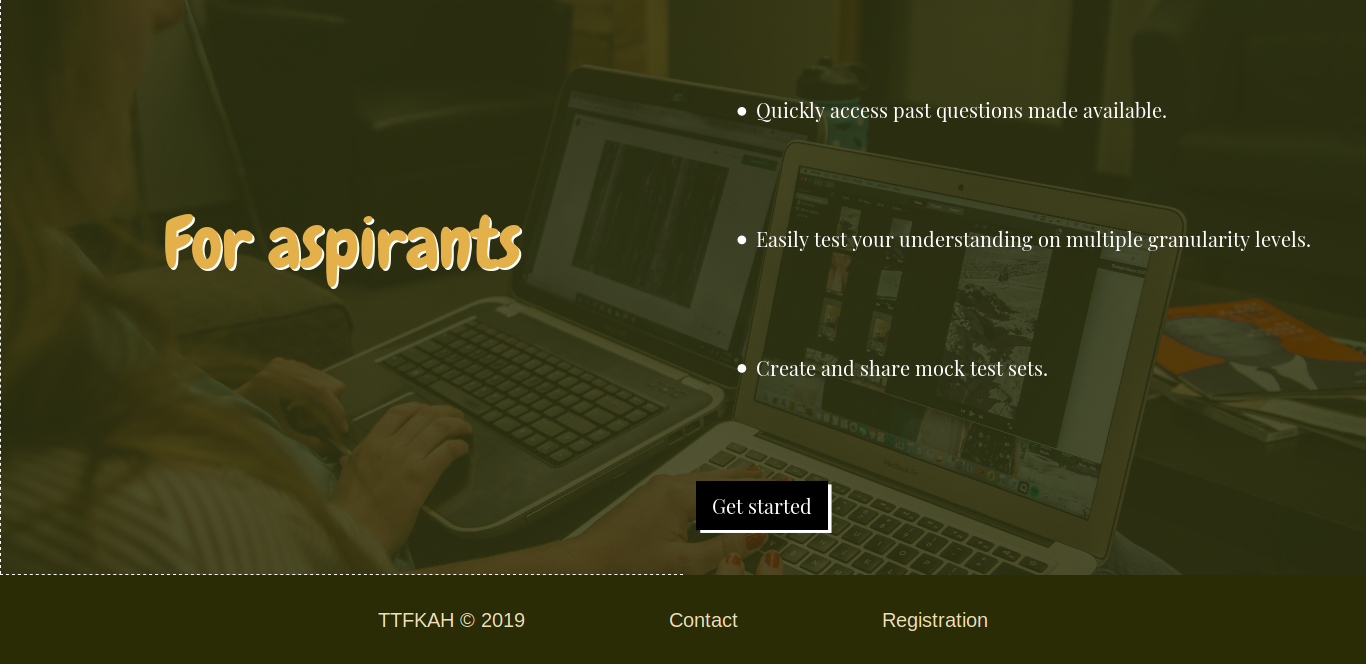 For aspirants
Quickly access past questions made available.
Easily test your understanding on multiple granularity levels.
Create and share mock test sets.
Get started
TTFKAH © 2019
Contact
Registration